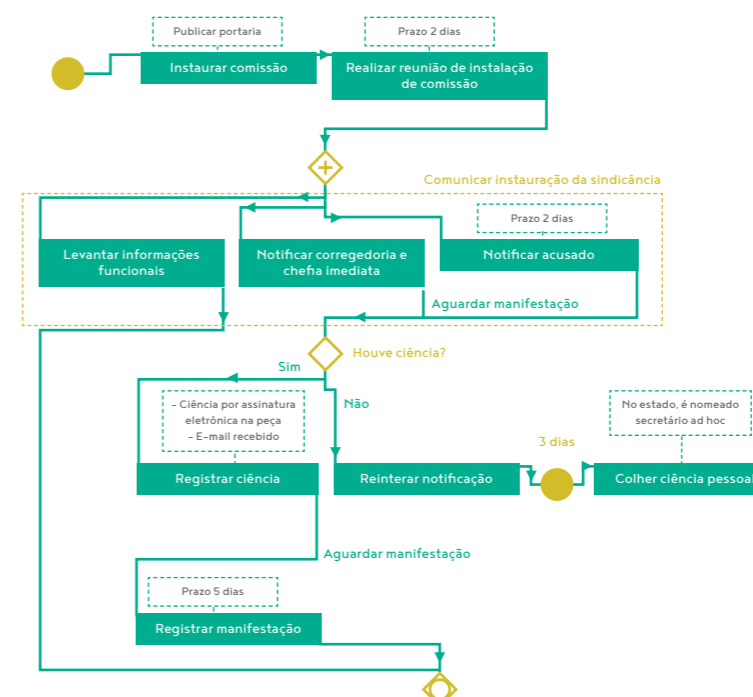 Publicar portaria
Prazo 2 dias
Instaurar comissão
Realizar reunião de instalação
de comissão
Comunicar instauração da sindicância
Prazo 2 dias
Levantar informações
funcionais
Notificar corregedoria e
chefia imediata
Notificar acusado
Aguardar manifestação
Houve ciência?
Sim
Não
– Ciência por assinatura
eletrônica na peça
– E-mail recebido
No estado, é nomeado
secretário ad hoc
3 dias
Registrar ciência
Reinterar notificação
Colher ciência pessoal
Aguardar manifestação
Prazo 5 dias
Registrar manifestação